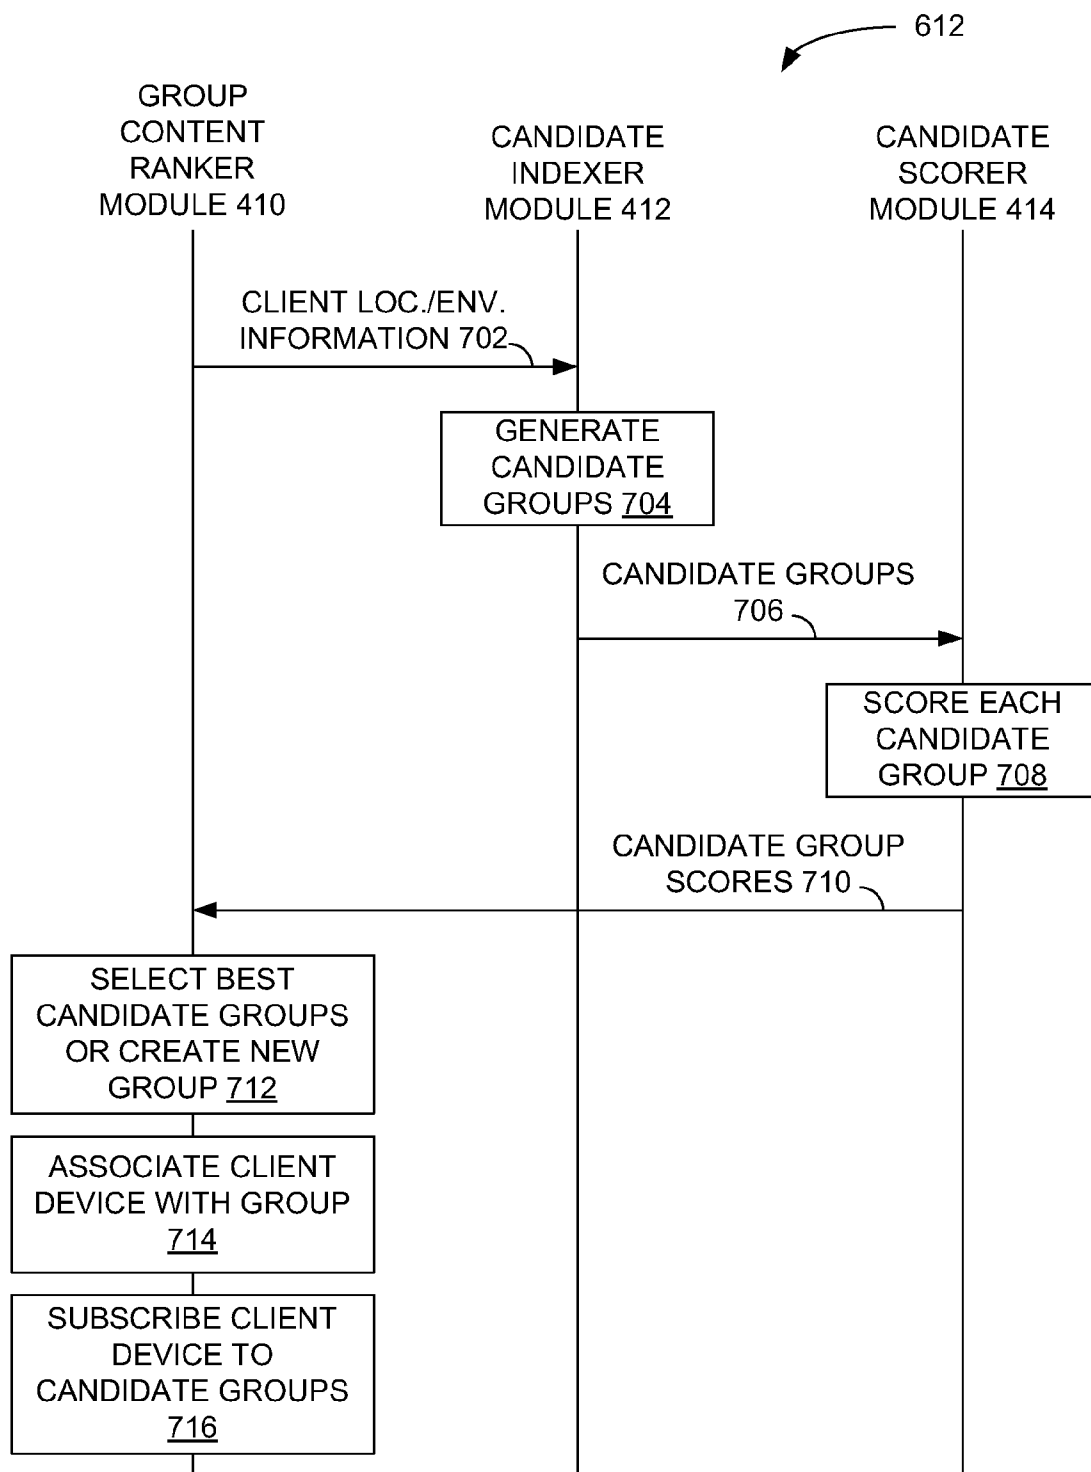 612
GROUP
CONTENT
RANKER
MODULE 410
CANDIDATE
INDEXER
MODULE 412
CANDIDATE
SCORER
MODULE 414
CLIENT LOC./ENV.
INFORMATION 702
GENERATE
CANDIDATE
GROUPS 704
CANDIDATE GROUPS
706
SCORE EACH
CANDIDATE
GROUP 708
CANDIDATE GROUP
SCORES 710
SELECT BEST
CANDIDATE GROUPS
OR CREATE NEW
GROUP 712
ASSOCIATE CLIENT
DEVICE WITH GROUP
714
SUBSCRIBE CLIENT
DEVICE TO
CANDIDATE GROUPS
716